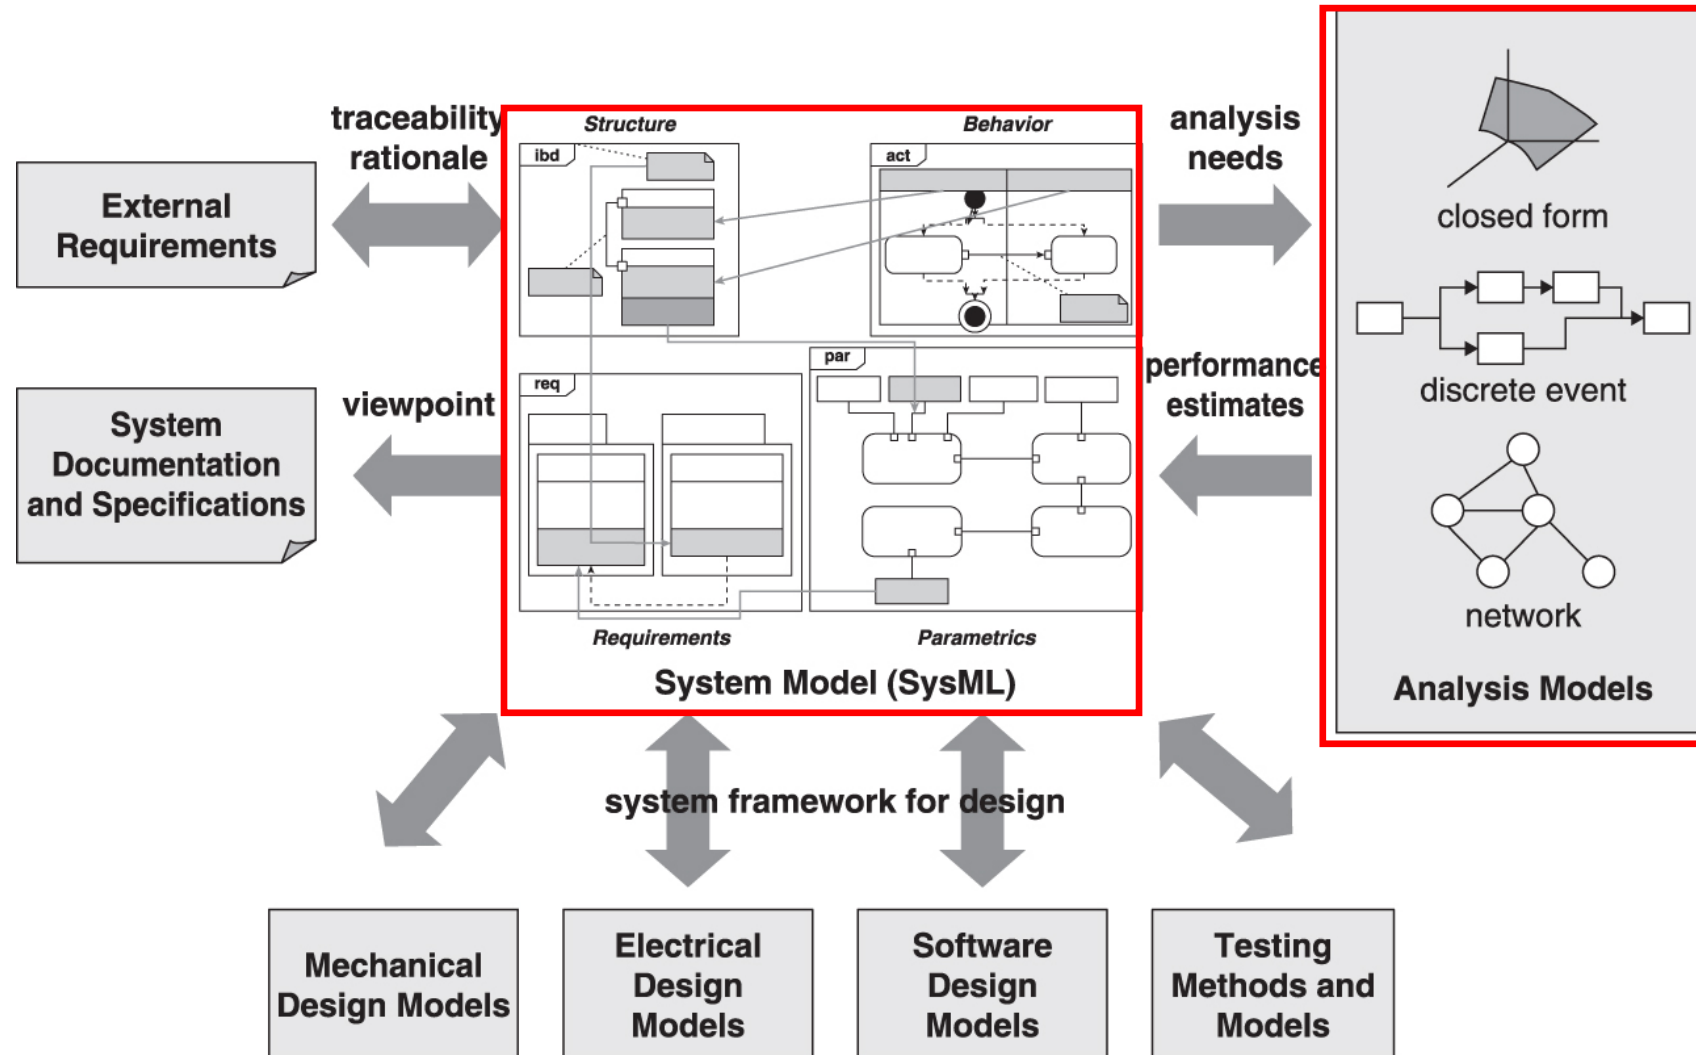 traceability
rationale
External
Requirements
System
Documentation
and Specifications
viewpoint
Structure
Behavior
ibd
act
req
par
Requirements
Parametrics
System Model (SysML)
analysis
needs
performance
estimates
closed form
discrete event
network
Analysis Models
system framework for design
Mechanical
Design Models
Electrical
Design
Models
Software
Design
Models
Testing
Methods and
Models